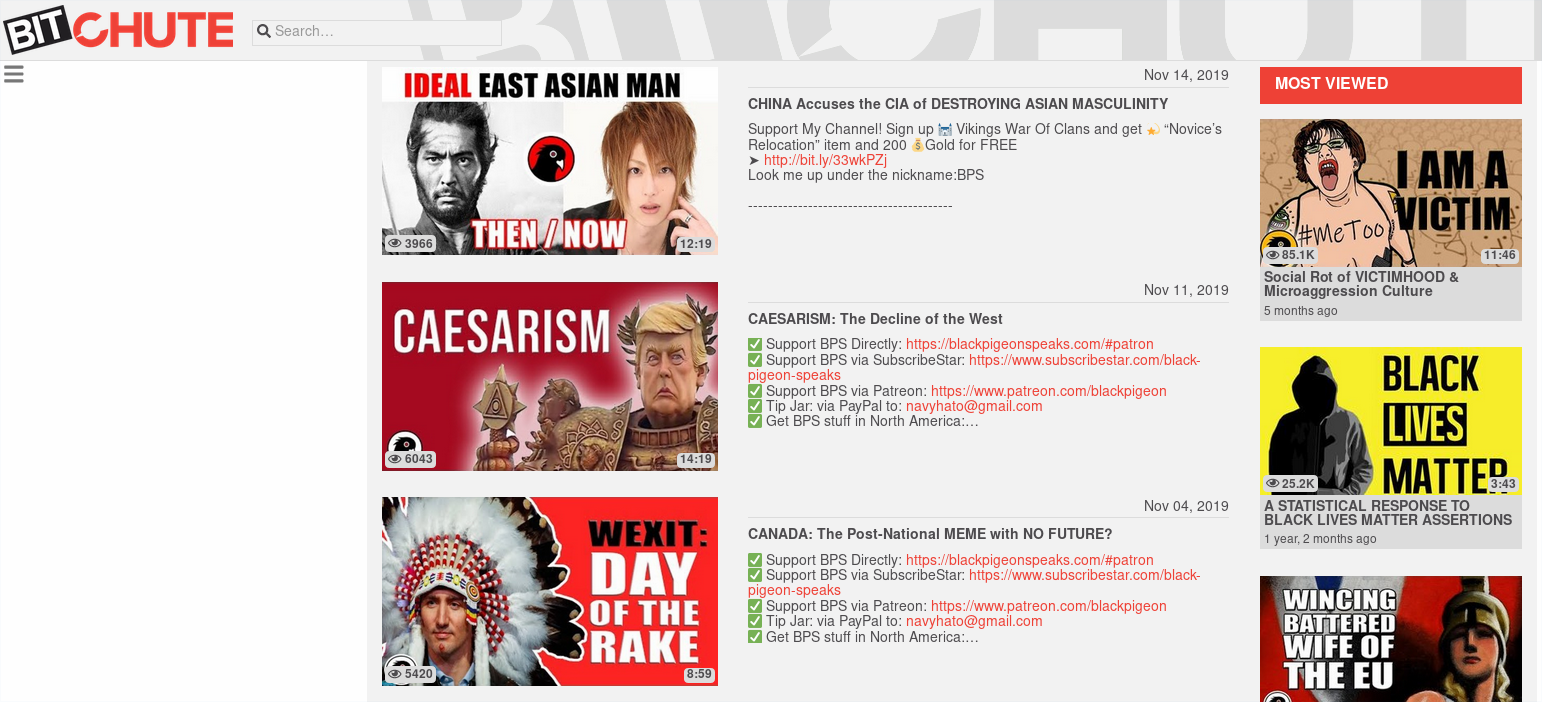 BITCHUTE
Search…
IDEAL EAST ASIAN MAN
THEN / NOW
3966
12:19
Nov 14, 2019
CHINA Accuses the CIA of DESTROYING ASIAN MASCULINITY
Support My Channel! Sign up Vikings War Of Clans and get 💫 “Novice’s
Relocation” item and 200 💰Gold for FREE
➤ http://bit.ly/33wkPZj
Look me up under the nickname:BPS
----------------------------------------
CAESARISM
6043
14:19
Nov 11, 2019
CAESARISM: The Decline of the West
✅ Support BPS Directly: https://blackpigeonspeaks.com/#patron
✅ Support BPS via SubscribeStar: https://www.subscribestar.com/black-
pigeon-speaks
✅ Support BPS via Patreon: https://www.patreon.com/blackpigeon
✅ Tip Jar: via PayPal to: navyhato@gmail.com
✅ Get BPS stuff in North America:…
WEXIT:
DAY
OF THE
RAKE
5420
8:59
Nov 04, 2019
CANADA: The Post-National MEME with NO FUTURE?
✅ Support BPS Directly: https://blackpigeonspeaks.com/#patron
✅ Support BPS via SubscribeStar: https://www.subscribestar.com/black-
pigeon-speaks
✅ Support BPS via Patreon: https://www.patreon.com/blackpigeon
✅ Tip Jar: via PayPal to: navyhato@gmail.com
✅ Get BPS stuff in North America:…
MOST VIEWED
I AM A
VICTIM
#MeToo
85.1K
11:46
Social Rot of VICTIMHOOD &
Microaggression Culture
5 months ago
BLACK
LIVES
MATTER
25.2K
3:43
A STATISTICAL RESPONSE TO
BLACK LIVES MATTER ASSERTIONS
1 year, 2 months ago
WINCING
BATTERED
WIFE OF
THE EU